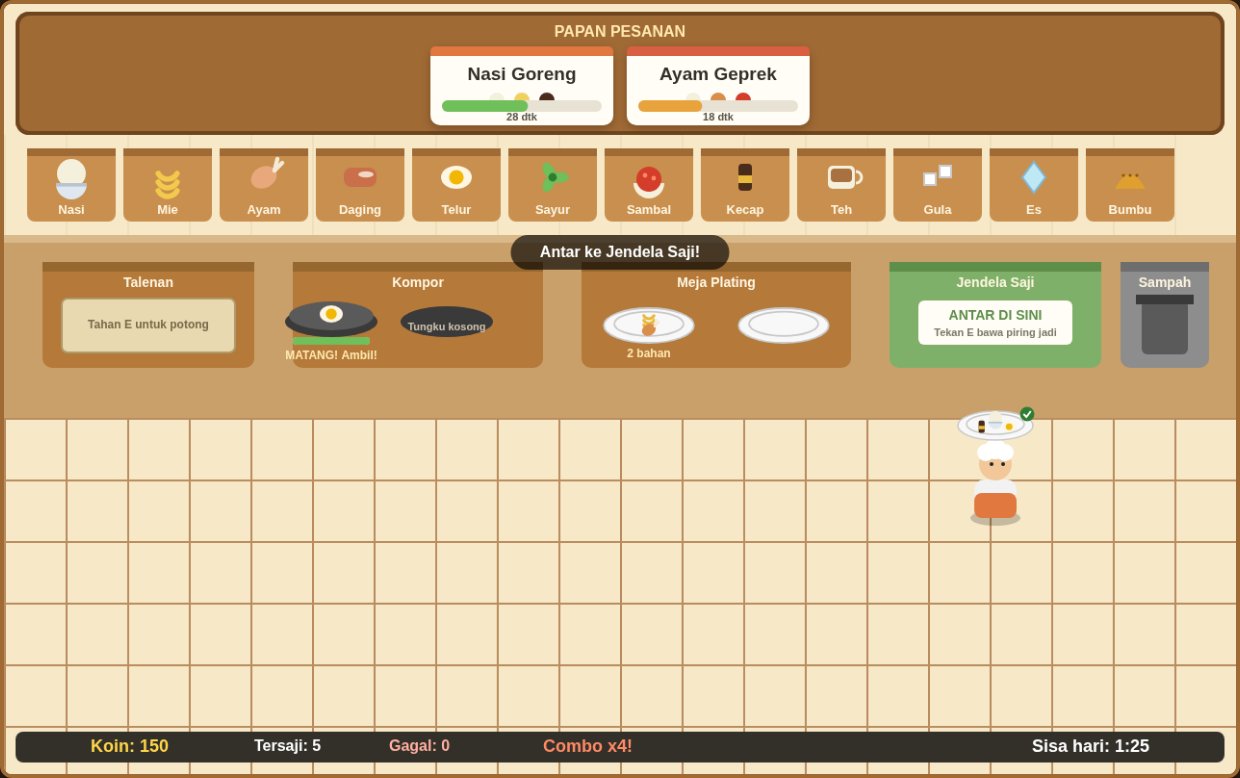 PAPAN PESANAN
Nasi Goreng
28 dtk
Ayam Geprek
18 dtk
Nasi
Mie
Ayam
Daging
Telur
Sayur
Sambal
Kecap
Teh
Gula
Es
Bumbu
Antar ke Jendela Saji!
Talenan
Tahan E untuk potong
Kompor
Tungku kosong
MATANG! Ambil!
Meja Plating
2 bahan
Jendela Saji
ANTAR DI SINI
Tekan E bawa piring jadi
Sampah
Koin: 150
Tersaji: 5
Gagal: 0
Combo x4!
Sisa hari: 1:25